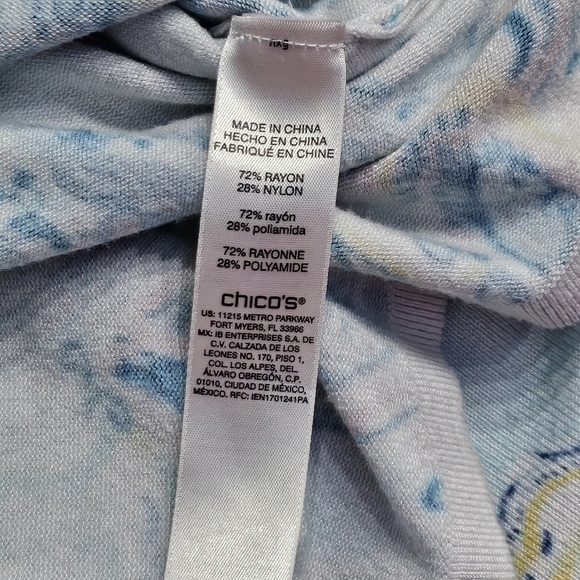 MADE IN CHINA
HECHO EN CHINA
FABRIQUÉ EN CHINE
72% RAYON
28% NYLON
72% rayón
28% poliamida
72% RAYONNE
28% POLYAMIDE
chico's®
US: 11215 METRO PARKWAY
FORT MYERS, FL 33966
MX: IB ENTERPRISES S.A. DE
C.V. CALZADA DE LOS
LEONES NO. 170, PISO 1,
COL. LOS ALPES, DEL.
ÁLVARO OBREGÓN, C.P.
01010, CIUDAD DE MÉXICO,
MÉXICO. RFC: IEN1701241PA